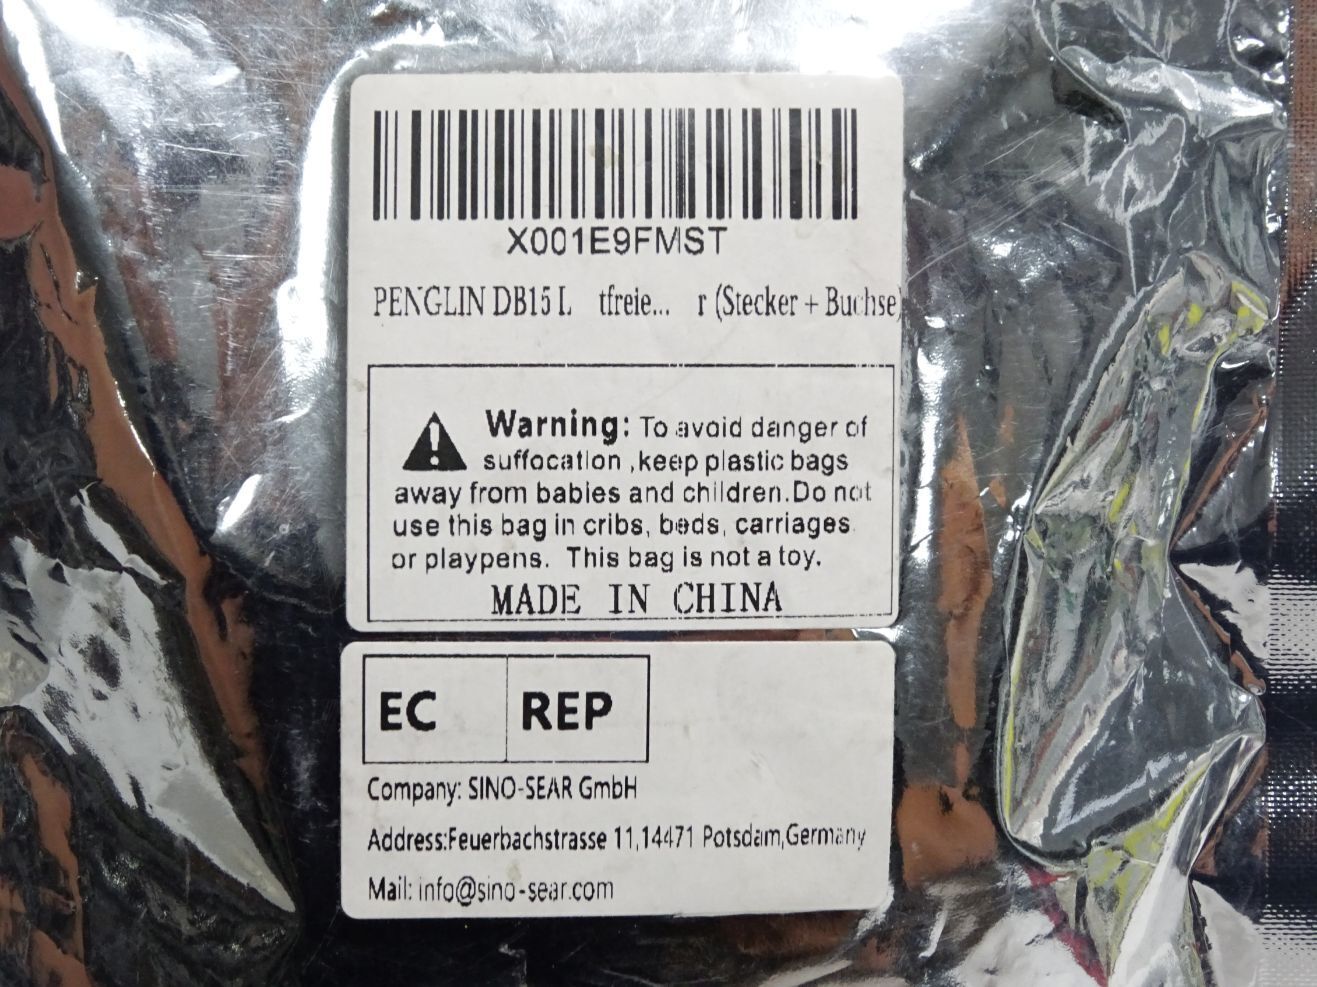 X001E9FMST
PENGLIN DB15 L tfreie... r (Stecker + Buchse)
Warning: To avoid danger of
suffocation ,keep plastic bags
away from babies and children.Do not
use this bag in cribs, beds, carriages
or playpens. This bag is not a toy.
MADE IN CHINA
EC REP
Company: SINO-SEAR GmbH
Address:Feuerbachstrasse 11,14471 Potsdam,Germany
Mail: info@sino-sear.com